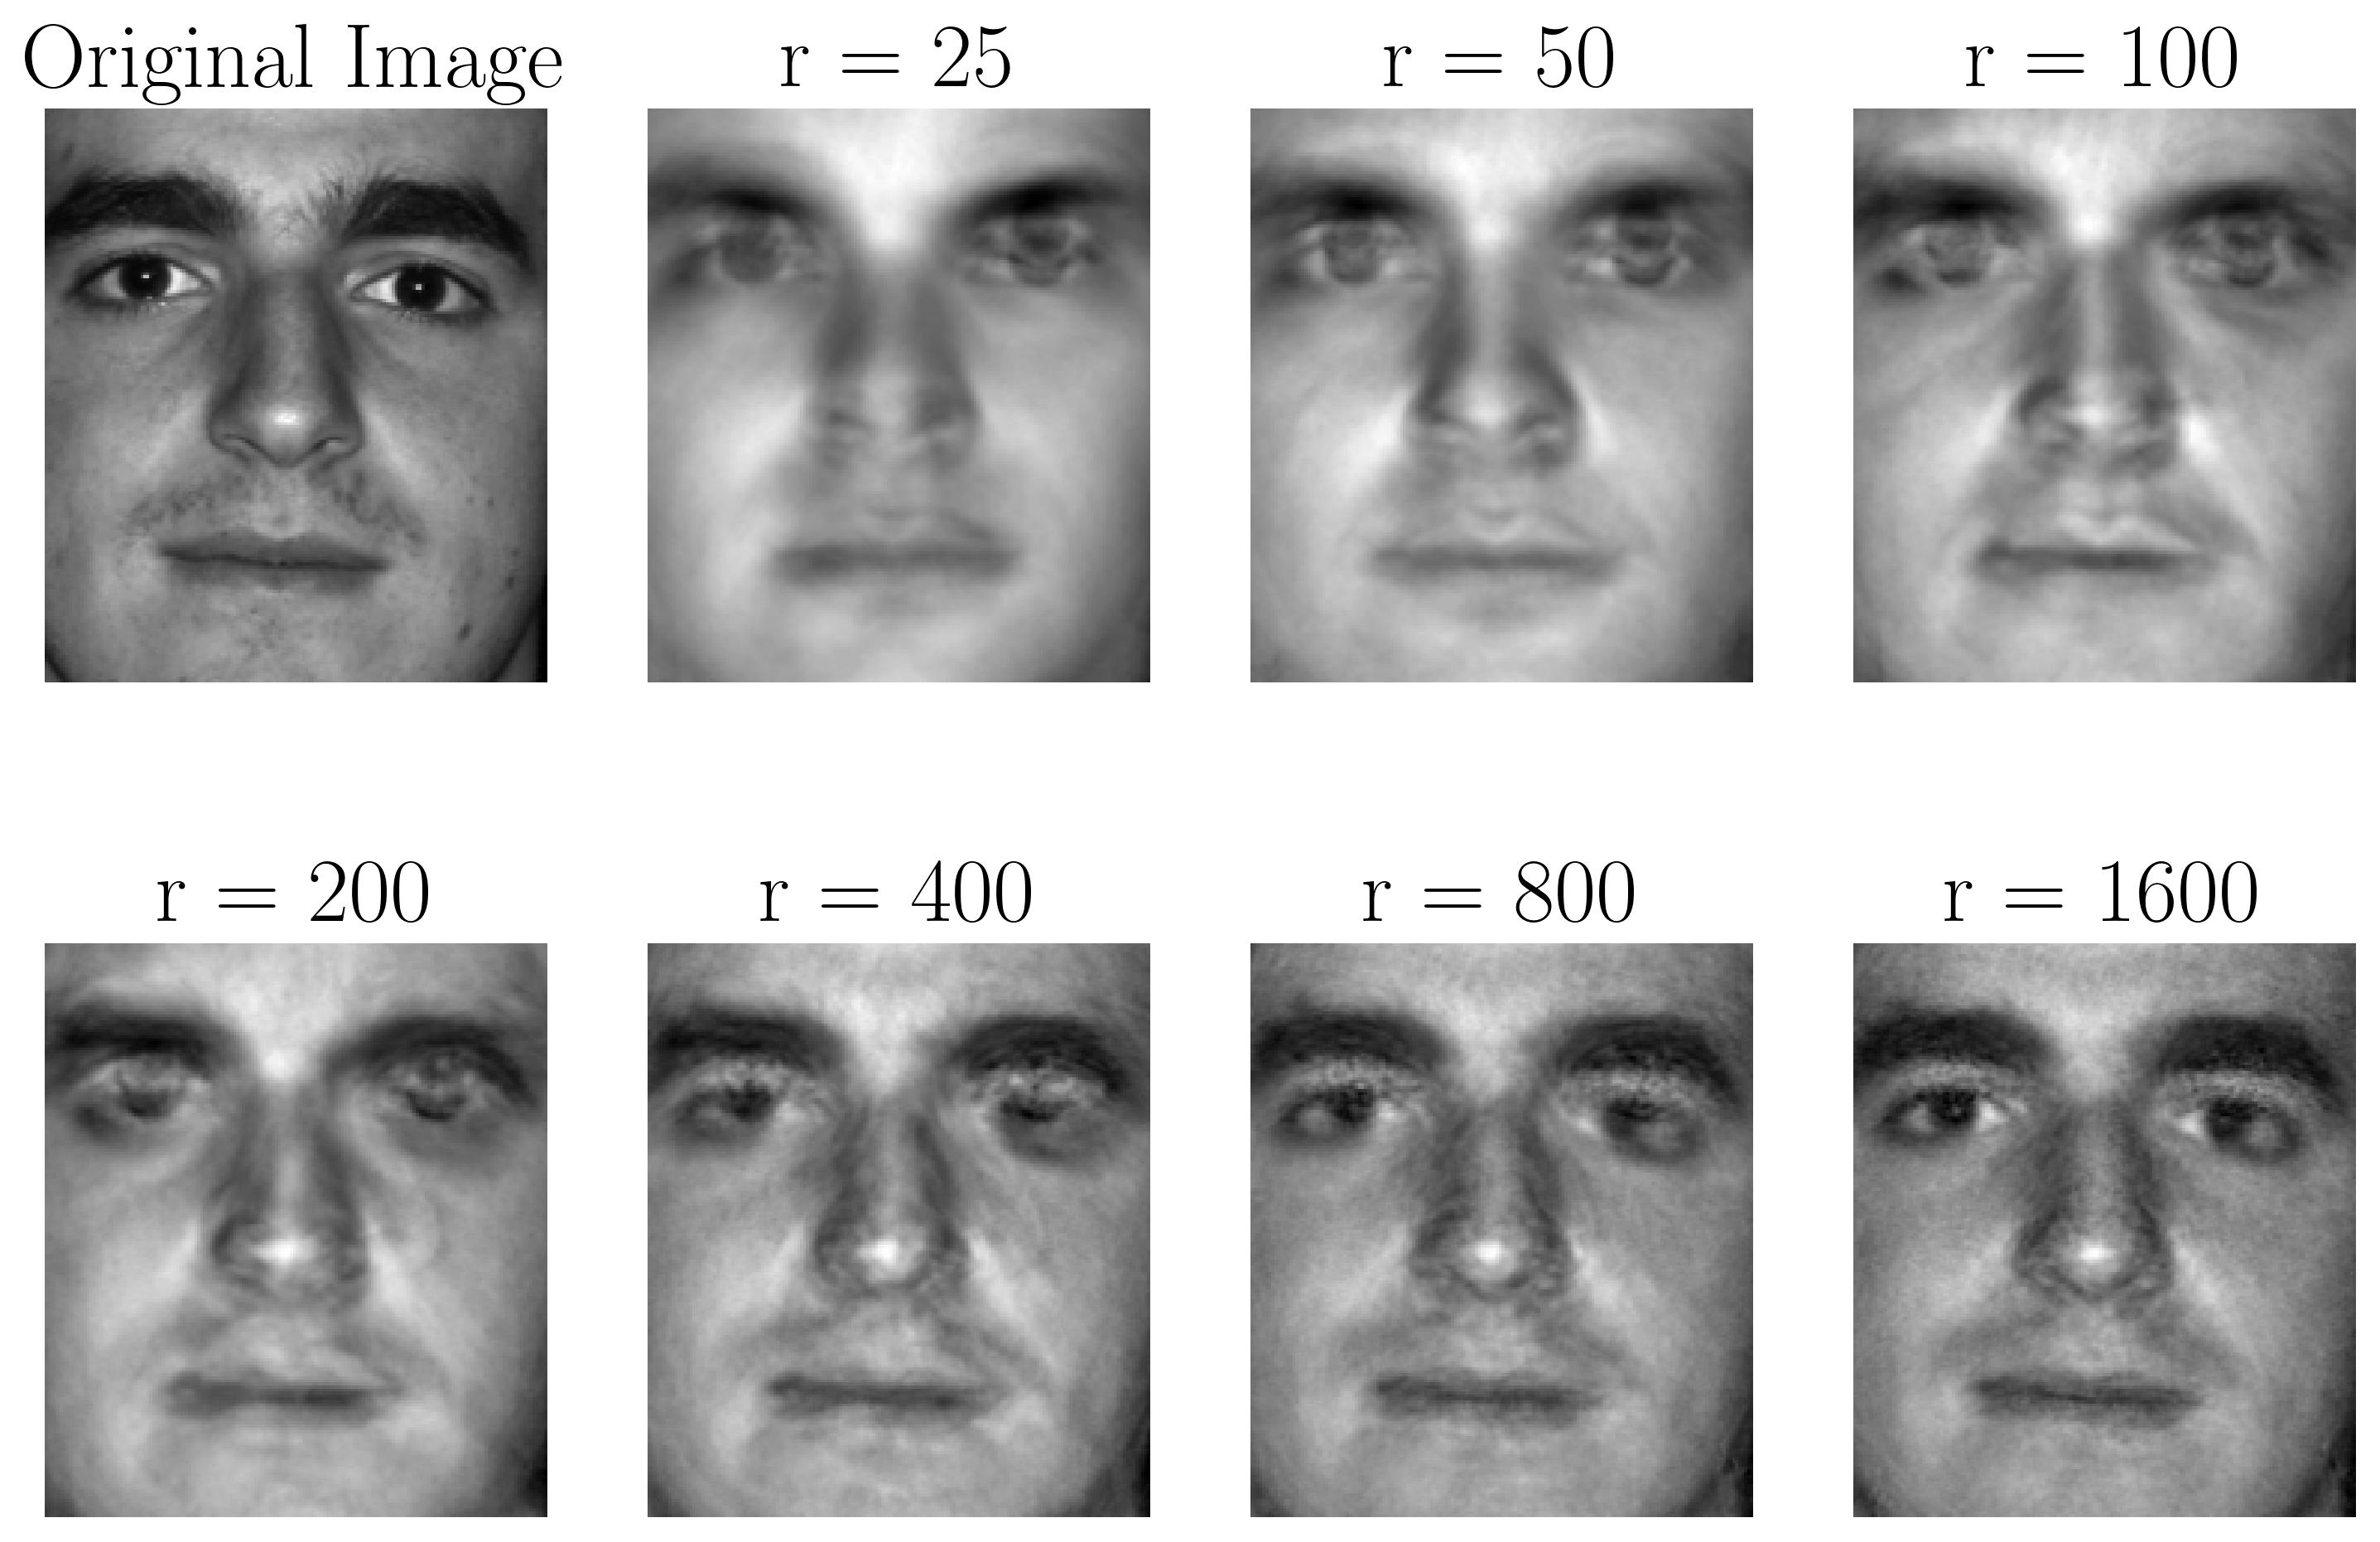 Original Image
r = 25
r = 50
r = 100
r = 200
r = 400
r = 800
r = 1600